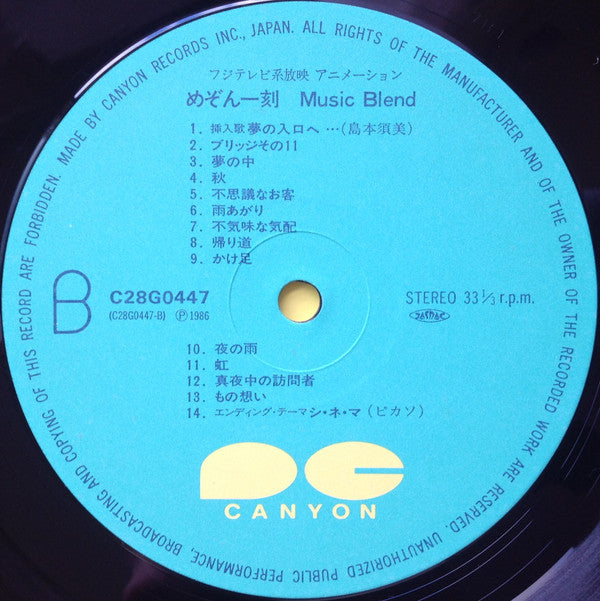 MADE BY CANYON RECORDS INC., JAPAN. ALL RIGHTS OF THE MANUFACTURER AND OF THE OWNER OF THE RECORDED WORK ARE RESERVED. UNAUTHORIZED PUBLIC PERFORMANCE, BROADCASTING AND COPYING OF THIS RECORD ARE FORBIDDEN.
フジテレビ系放映 アニメーション
めぞん一刻 Music Blend
1. 挿入歌 夢の入口へ…(島本須美)
2. ブリッジその11
3. 夢の中
4. 秋
5. 不思議なお客
6. 雨あがり
7. 不気味な気配
8. 帰り道
9. かけ足
B
C28G0447
(C28G0447-B) Ⓟ 1986
STEREO 33 1/3 r.p.m.
10. 夜の雨
11. 虹
12. 真夜中の訪問者
13. もの想い
14. エンディング・テーマ シ・ネ・マ (ピカソ)
CANYON